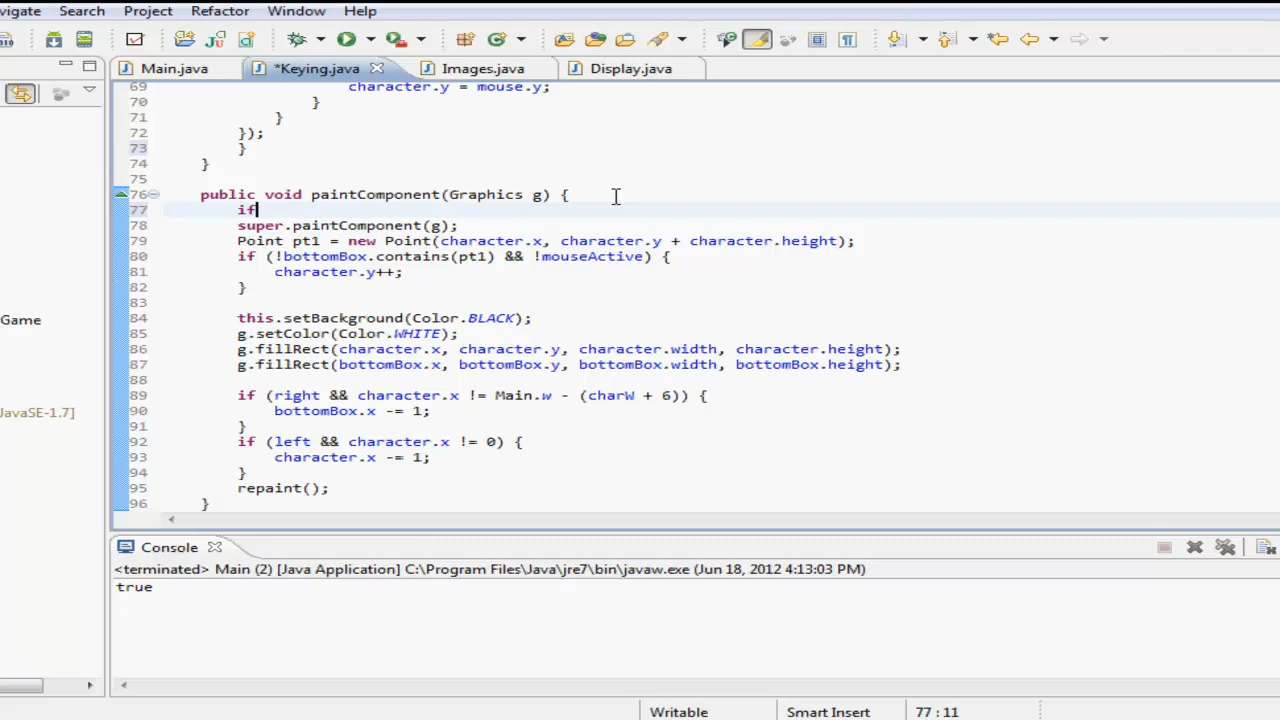 vigate Search Project Refactor Window Help
Main.java *Keying.java Images.java Display.java
69 character.y = mouse.y;
70 }
71 }
72 });
73 }
74 }
75
76 public void paintComponent(Graphics g) {
77 if
78 super.paintComponent(g);
79 Point pt1 = new Point(character.x, character.y + character.height);
80 if (!bottomBox.contains(pt1) && !mouseActive) {
81 character.y++;
82 }
83
84 this.setBackground(Color.BLACK);
85 g.setColor(Color.WHITE);
86 g.fillRect(character.x, character.y, character.width, character.height);
87 g.fillRect(bottomBox.x, bottomBox.y, bottomBox.width, bottomBox.height);
88
89 if (right && character.x != Main.w - (charW + 6)) {
90 bottomBox.x -= 1;
91 }
92 if (left && character.x != 0) {
93 character.x -= 1;
94 }
95 repaint();
96 }
Game
JavaSE-1.7]
Console
<terminated> Main (2) [Java Application] C:\Program Files\Java\jre7\bin\javaw.exe (Jun 18, 2012 4:13:03 PM)
true
Writable Smart Insert 77 : 11